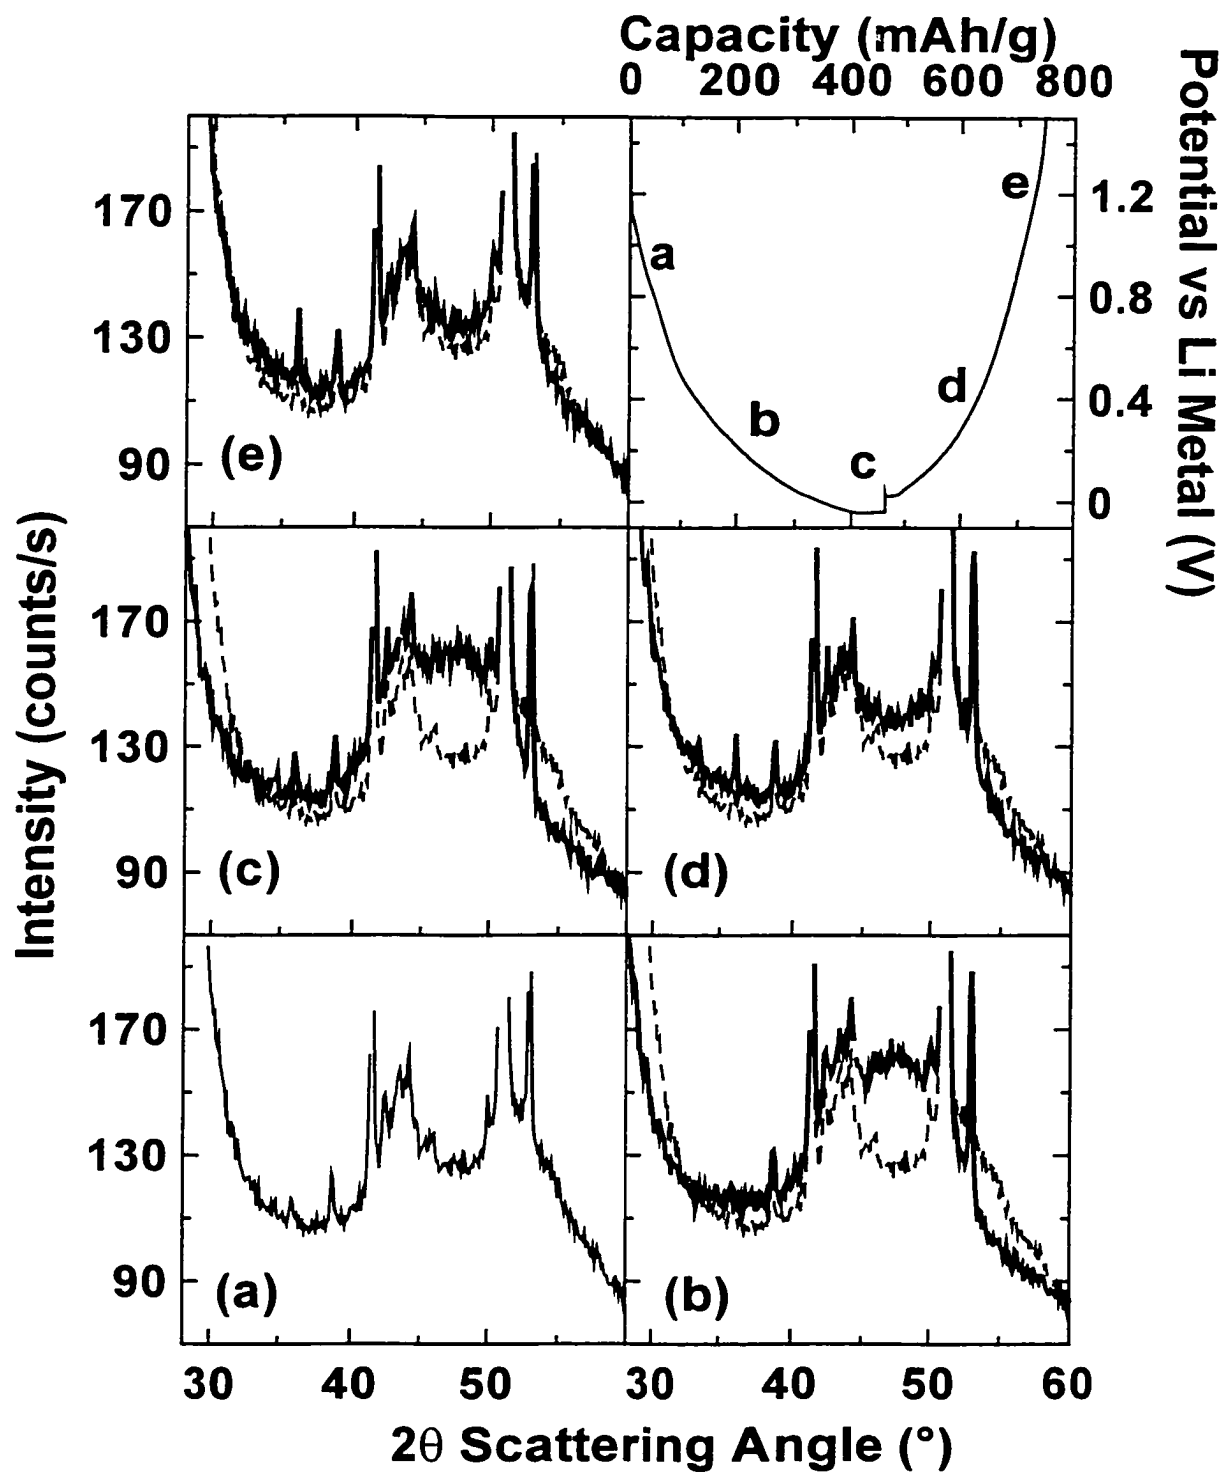 Capacity (mAh/g)
0 200 400 600 800
170
130
90
(e)
a
b
c
d
e
1.2
0.8
0.4
0
Potential vs Li Metal (V)
Intensity (counts/s)
170
130
90
(c)
(d)
170
130
90
(a)
(b)
30 40 50 30 40 50 60
2θ Scattering Angle (°)